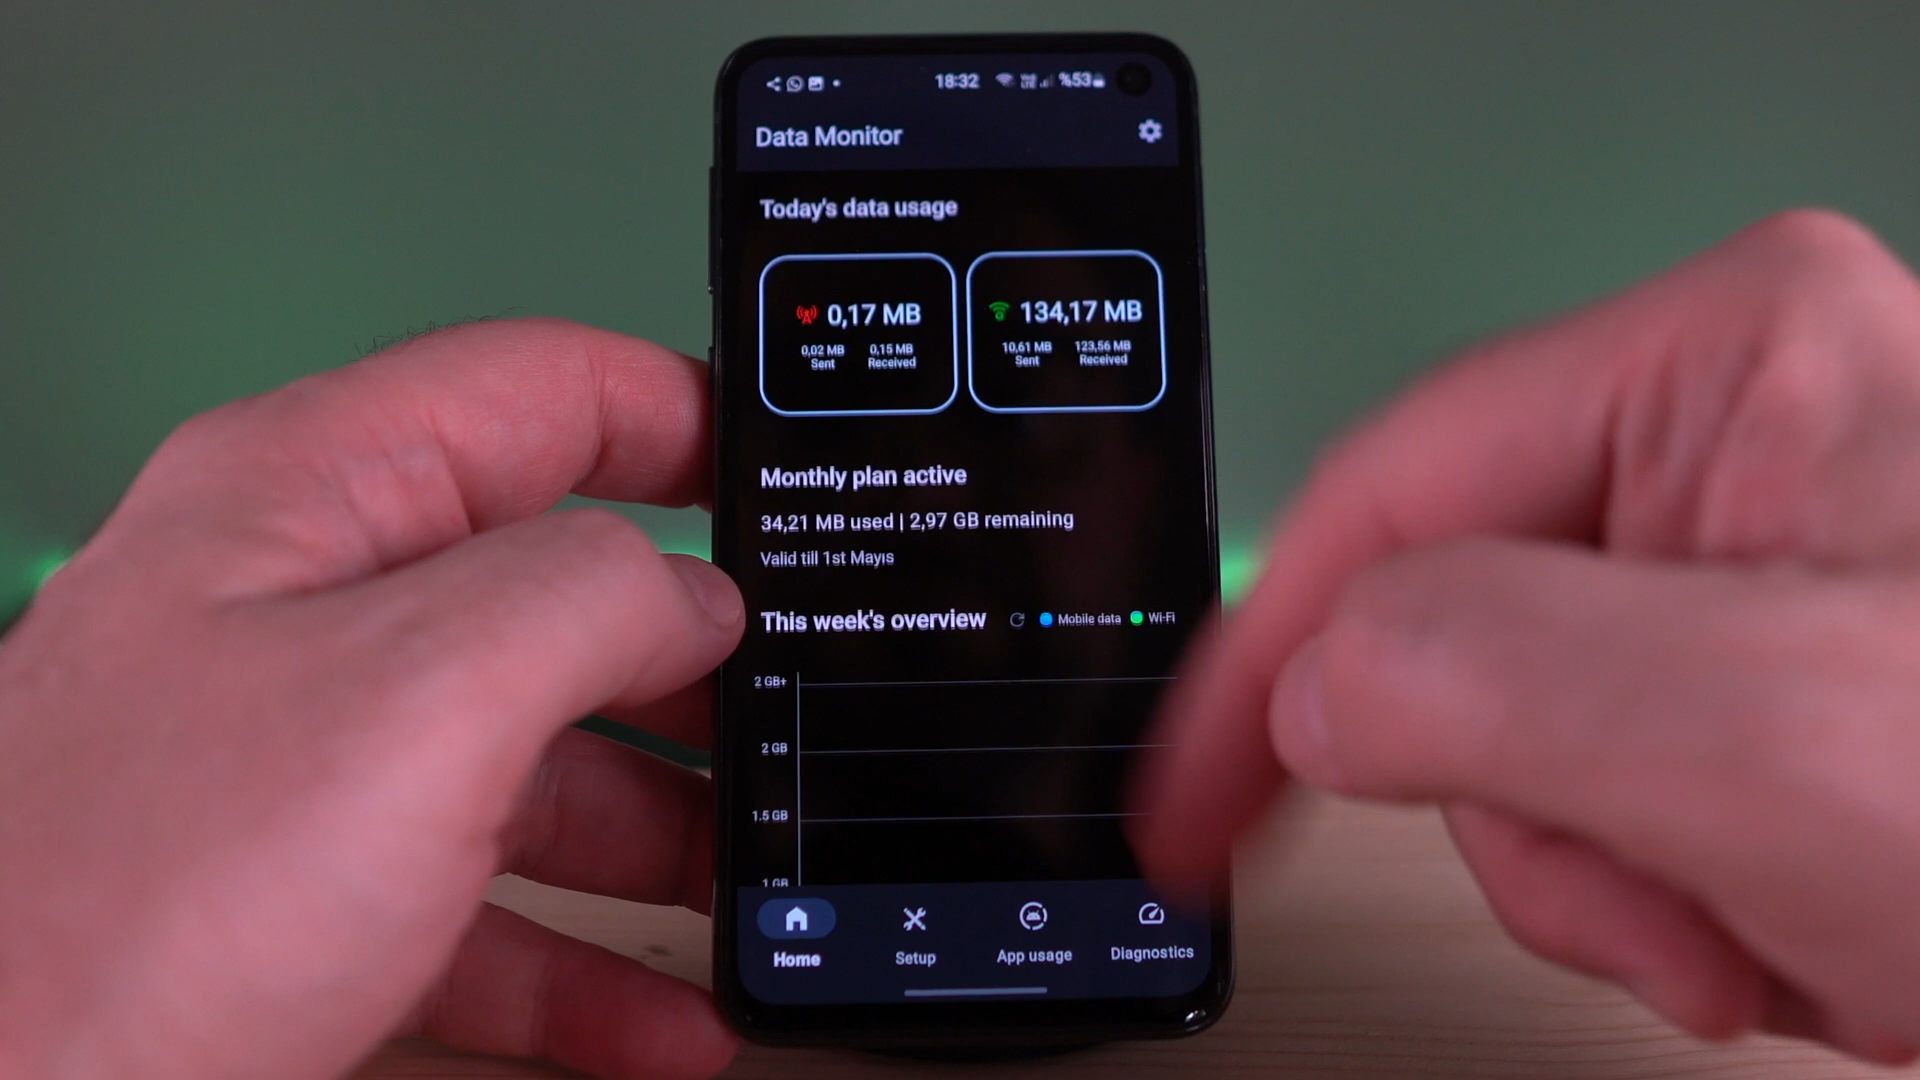 18:32 %53
Data Monitor
Today's data usage
0,17 MB
0,02 MB 0,15 MB
Sent Received
134,17 MB
10,61 MB 123,56 MB
Sent Received
Monthly plan active
34,21 MB used | 2,97 GB remaining
Valid till 1st Mayıs
This week's overview Mobile data Wi-Fi
2 GB+
2 GB
1.5 GB
1 GB
Home Setup App usage Diagnostics